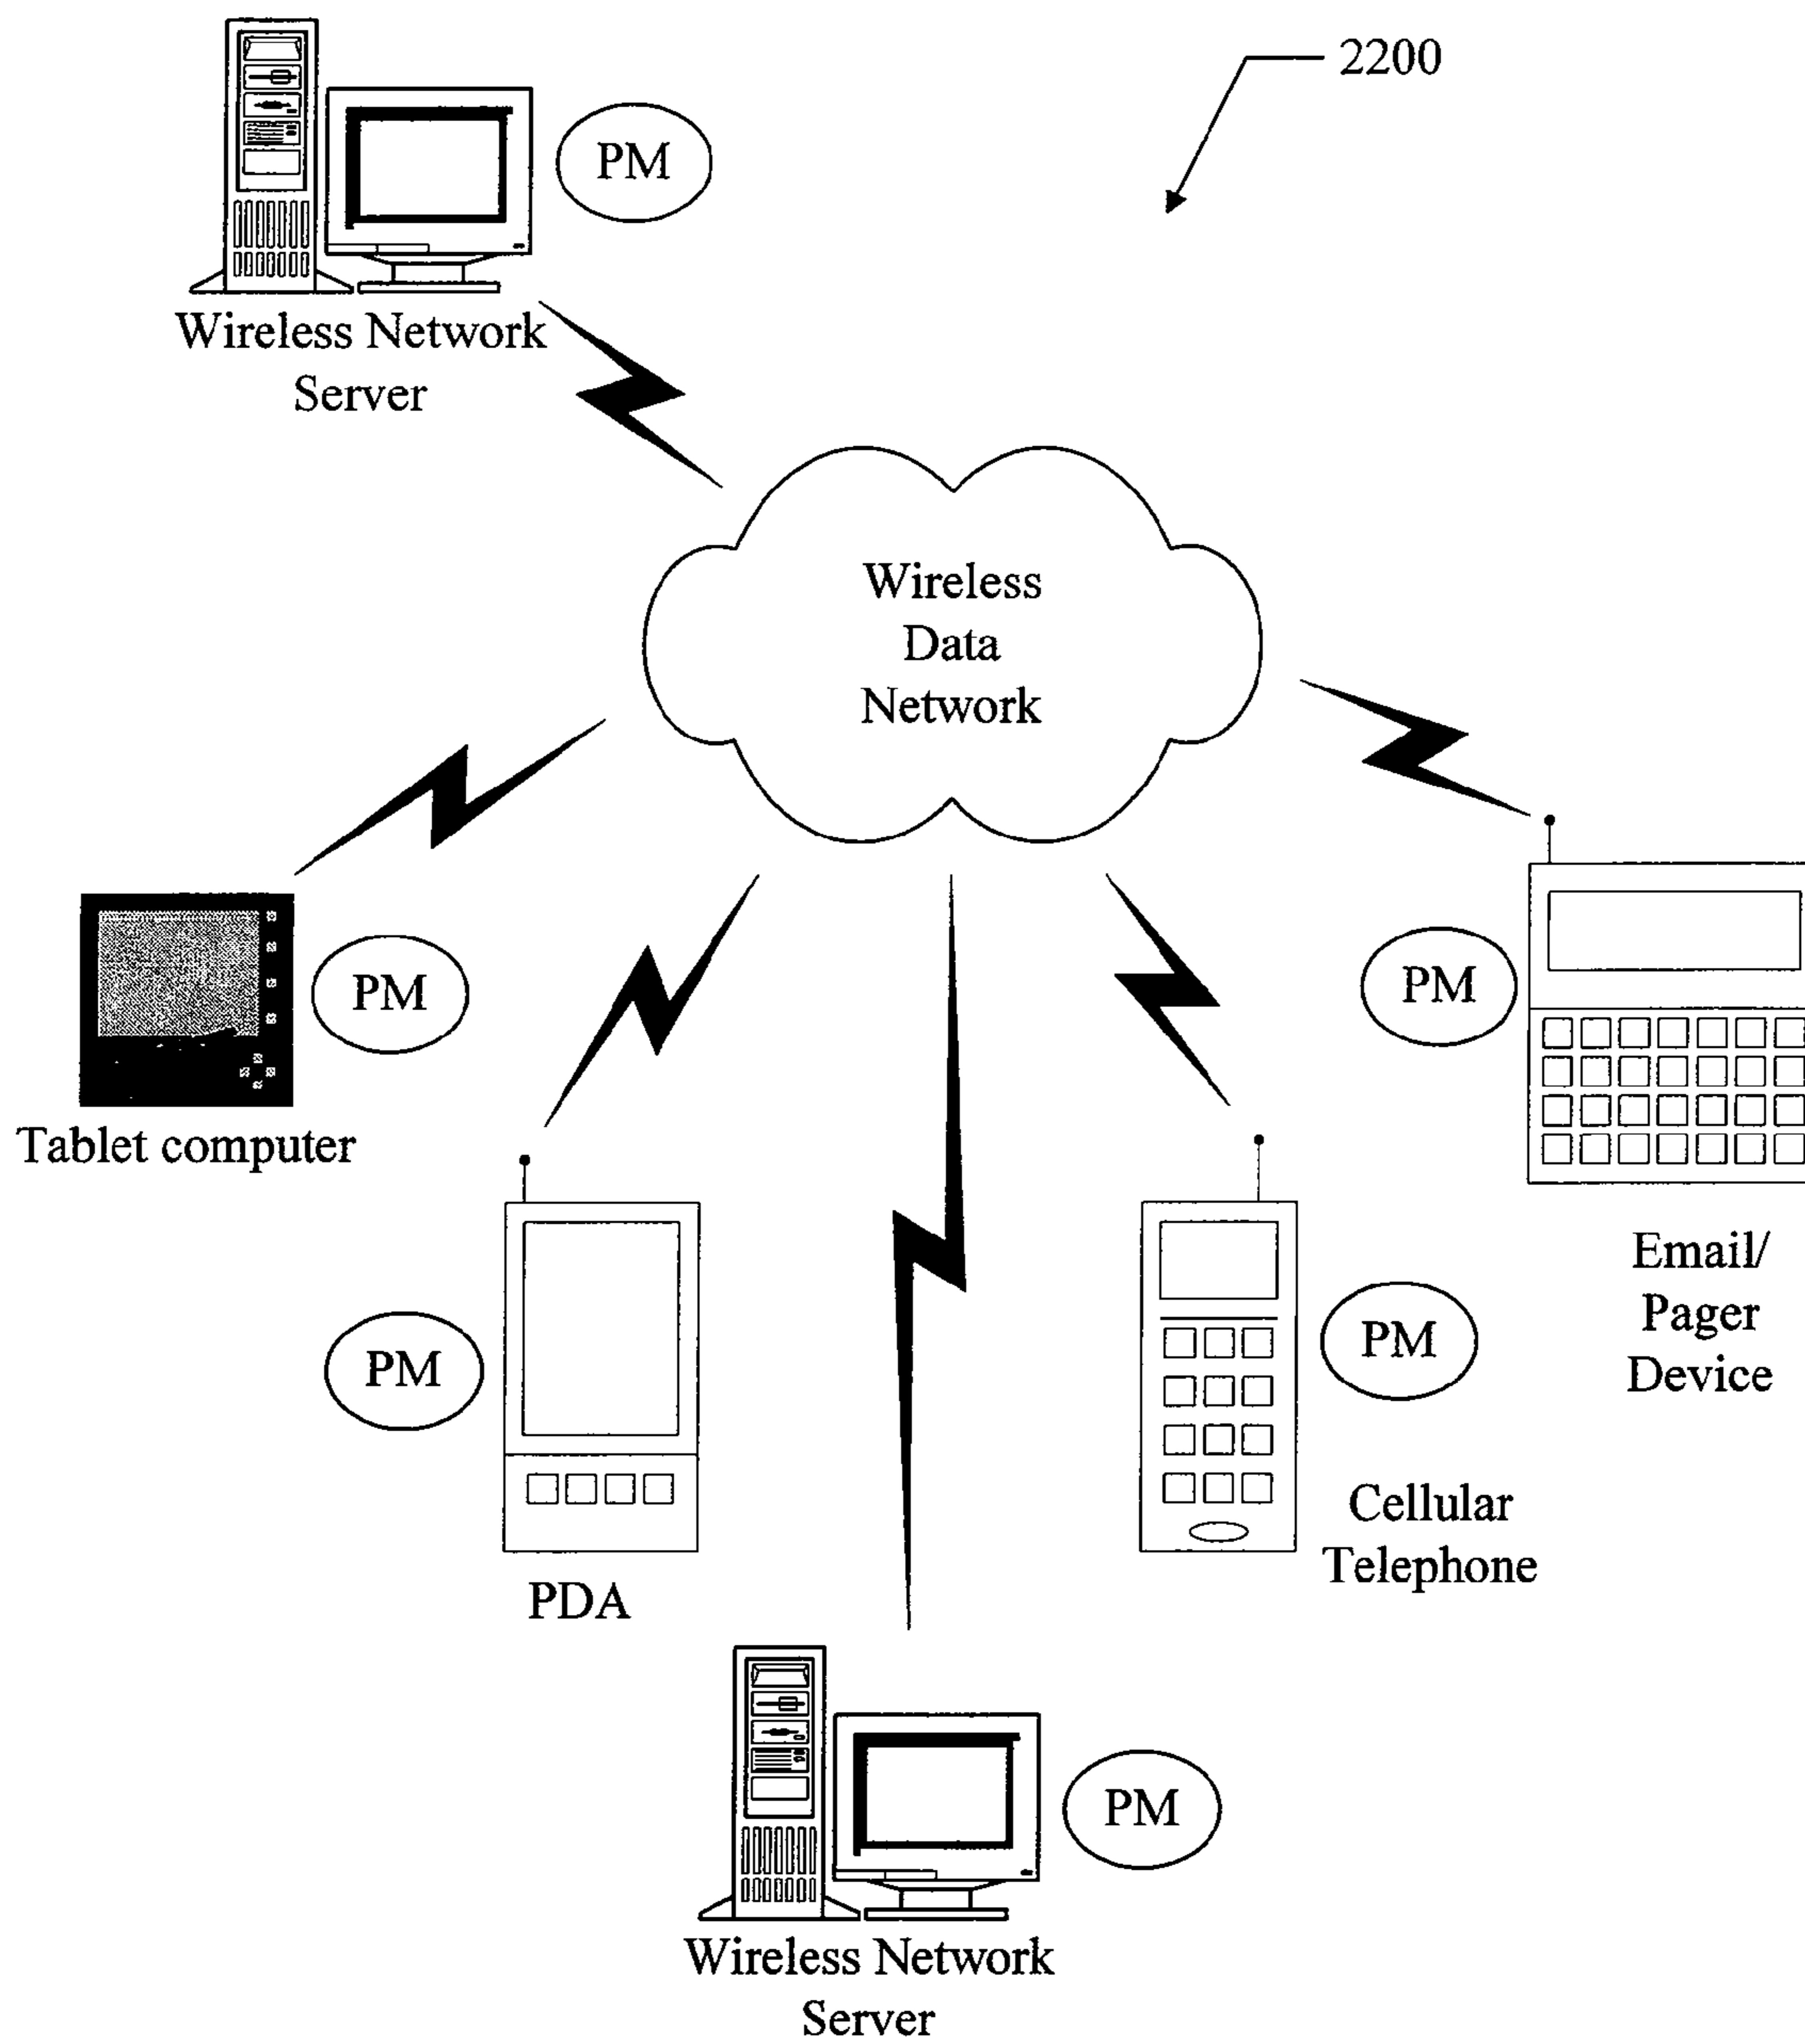 2200
PM
Wireless Network
Server
Wireless
Data
Network
PM
PM
Tablet computer
Email/
Pager
Device
PM
PM
Cellular
Telephone
PDA
PM
Wireless Network
Server